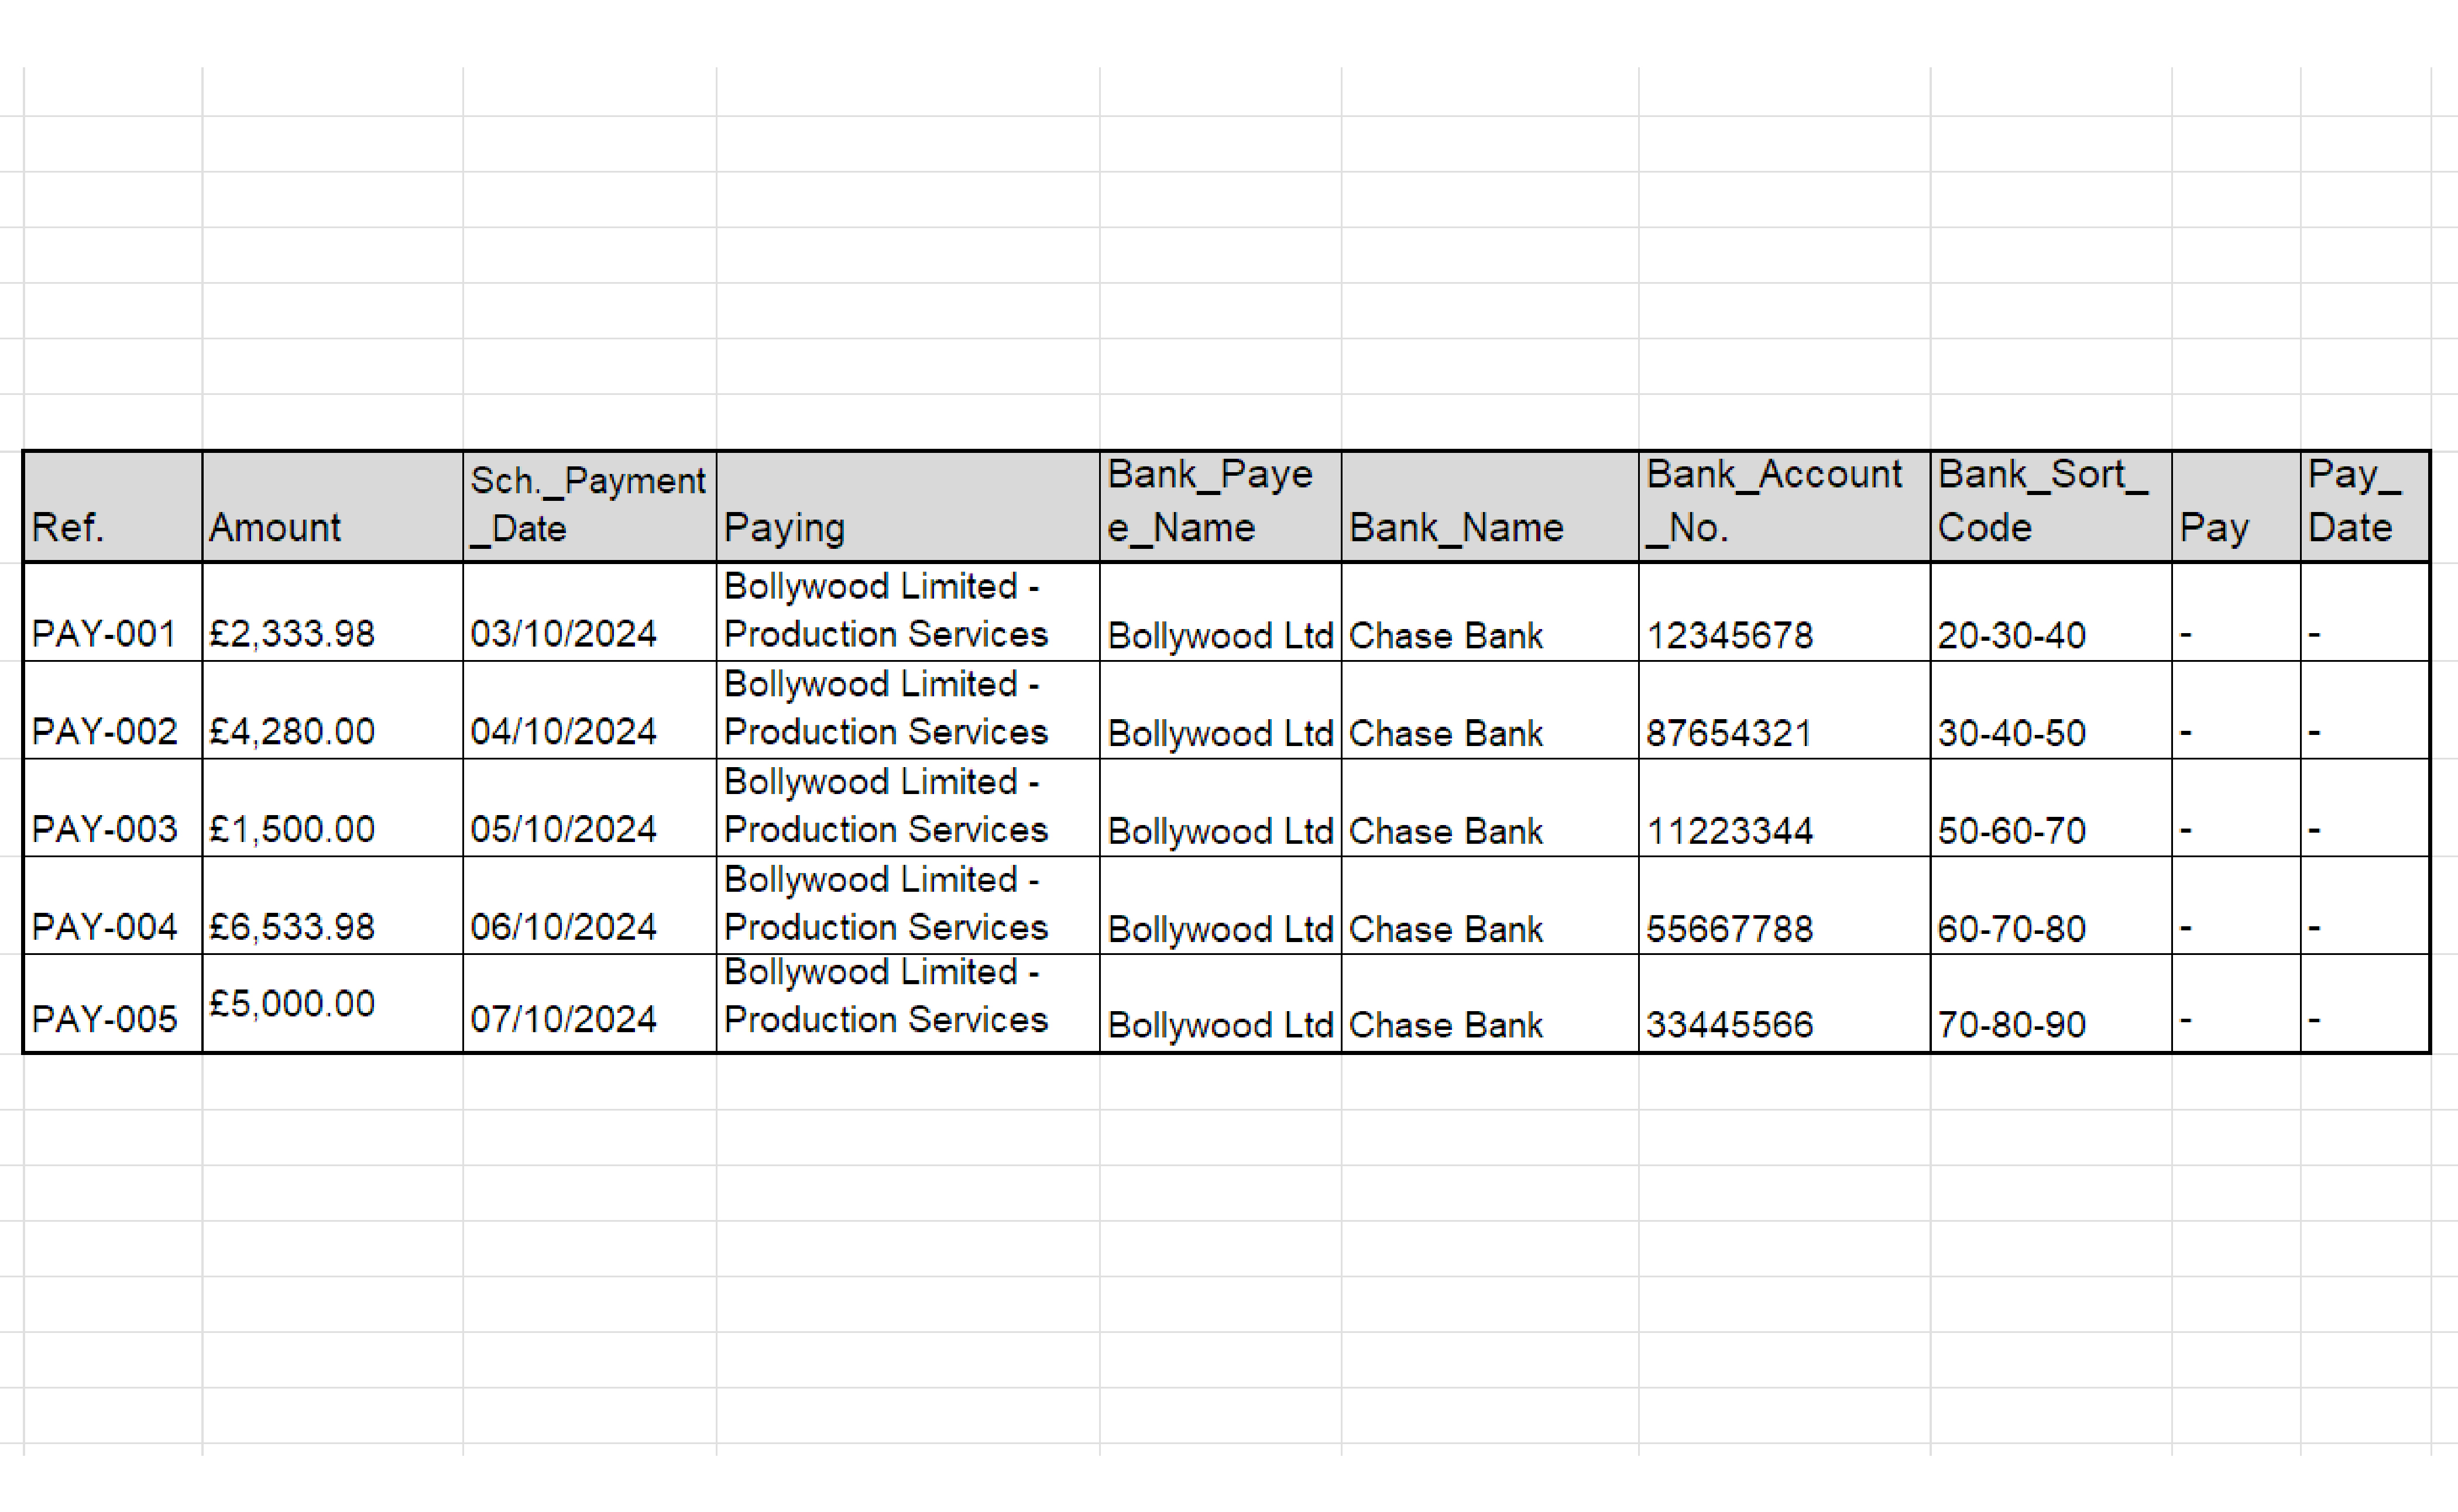 Ref. Amount Sch._Payment_Date Paying Bank_Payee_Name Bank_Name Bank_Account_No. Bank_Sort_Code Pay Pay_Date
PAY-001 £2,333.98 03/10/2024 Bollywood Limited - Production Services Bollywood Ltd Chase Bank 12345678 20-30-40 - -
PAY-002 £4,280.00 04/10/2024 Bollywood Limited - Production Services Bollywood Ltd Chase Bank 87654321 30-40-50 - -
PAY-003 £1,500.00 05/10/2024 Bollywood Limited - Production Services Bollywood Ltd Chase Bank 11223344 50-60-70 - -
PAY-004 £6,533.98 06/10/2024 Bollywood Limited - Production Services Bollywood Ltd Chase Bank 55667788 60-70-80 - -
PAY-005 £5,000.00 07/10/2024 Bollywood Limited - Production Services Bollywood Ltd Chase Bank 33445566 70-80-90 - -